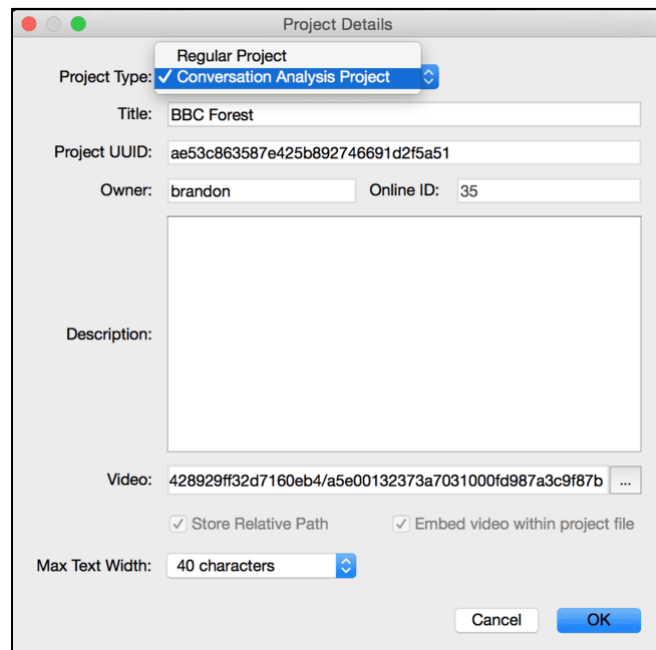 Project Details
Regular Project
Project Type: ✓ Conversation Analysis Project
Title: BBC Forest
Project UUID: ae53c863587e425b892746691d2f5a51
Owner: brandon Online ID: 35
Description:
Video: 428929ff32d7160eb4/a5e00132373a7031000fd987a3c9f87b ...
Store Relative Path Embed video within project file
Max Text Width: 40 characters
Cancel OK